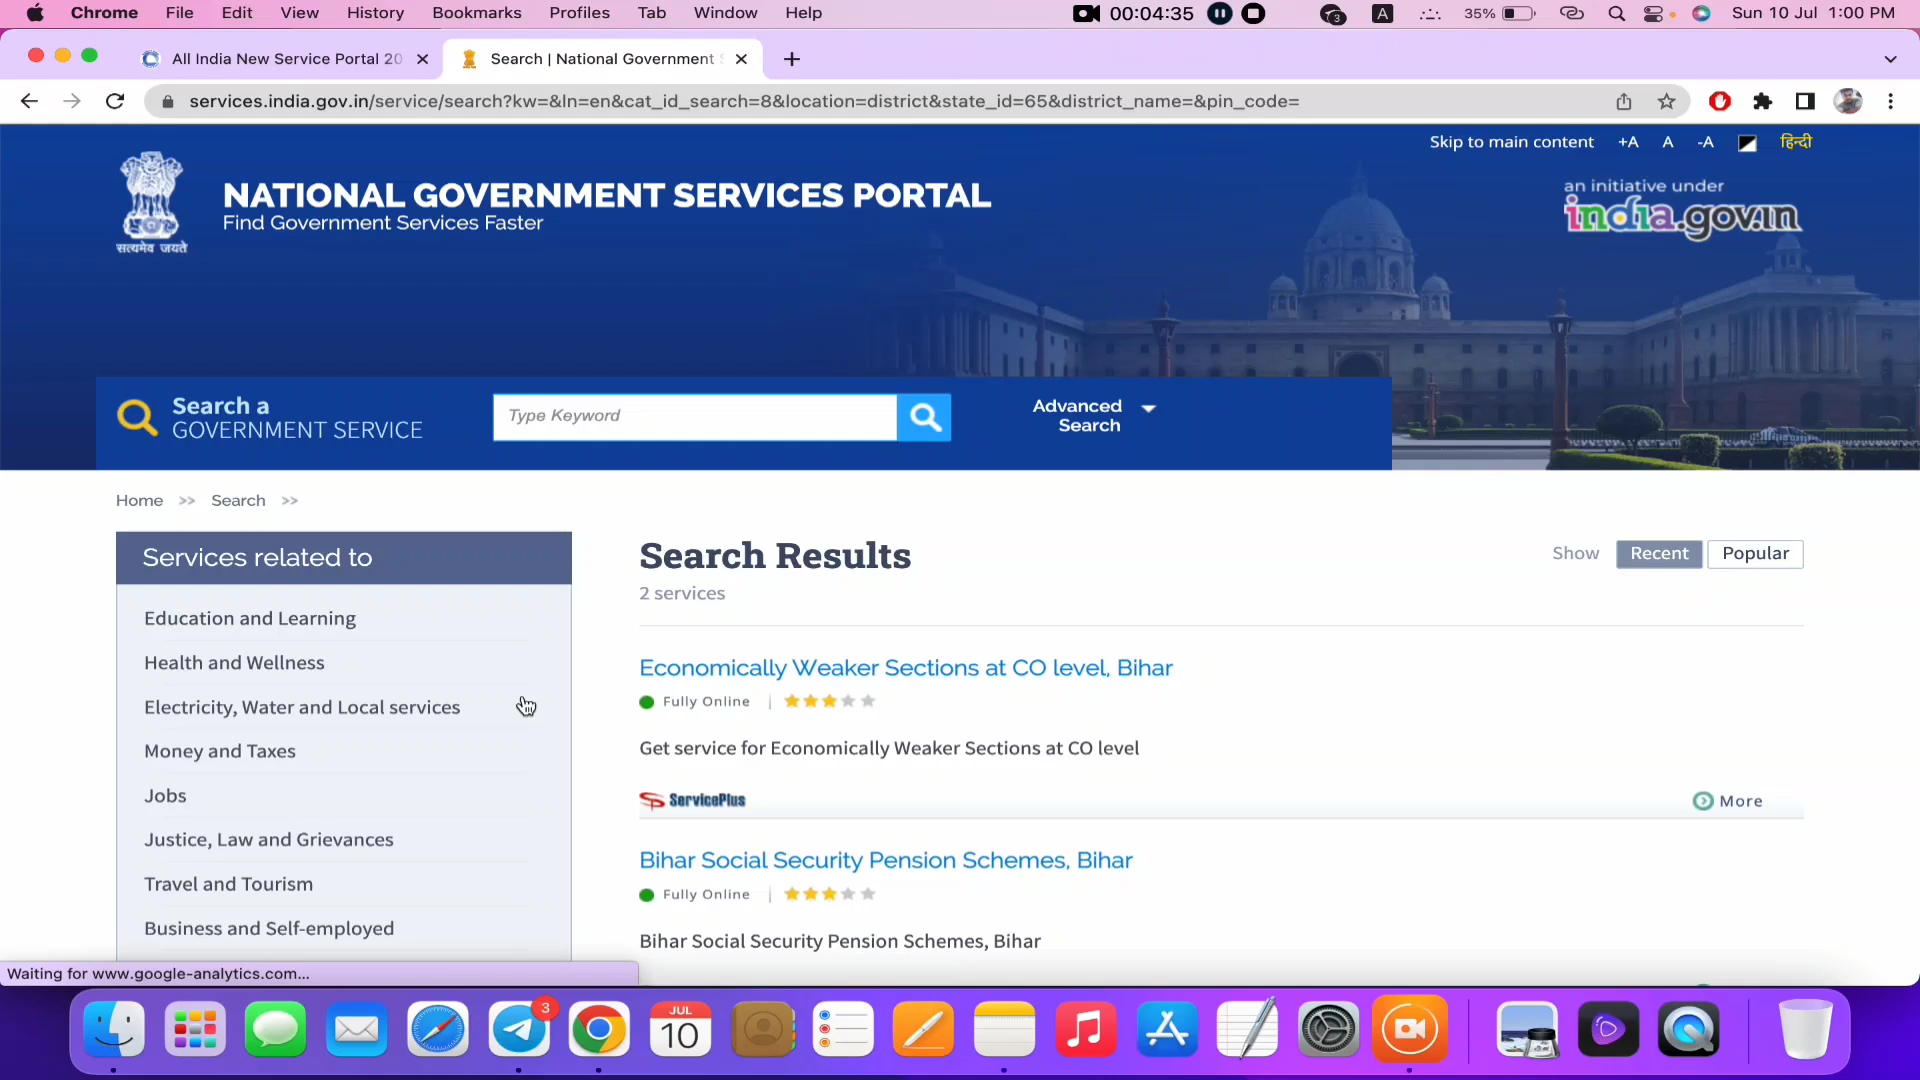 Chrome File Edit View History Bookmarks Profiles Tab Window Help 00:04:35 3 A 35% Sun 10 Jul 1:00 PM
All India New Service Portal 20
Search | National Government S
services.india.gov.in/service/search?kw=&ln=en&cat_id_search=8&location=district&state_id=65&district_name=&pin_code=
Skip to main content +A A -A हिन्दी
सत्यमेव जयते
NATIONAL GOVERNMENT SERVICES PORTAL
Find Government Services Faster
an initiative under
india.gov.in
Search a
GOVERNMENT SERVICE
Type Keyword
Advanced
Search
Home >> Search >>
Services related to
Education and Learning
Health and Wellness
Electricity, Water and Local services
Money and Taxes
Jobs
Justice, Law and Grievances
Travel and Tourism
Business and Self-employed
Search Results
2 services
Show Recent Popular
Economically Weaker Sections at CO level, Bihar
Fully Online |
Get service for Economically Weaker Sections at CO level
ServicePlus
More
Bihar Social Security Pension Schemes, Bihar
Fully Online |
Bihar Social Security Pension Schemes, Bihar
Waiting for www.google-analytics.com...
3
JUL
10